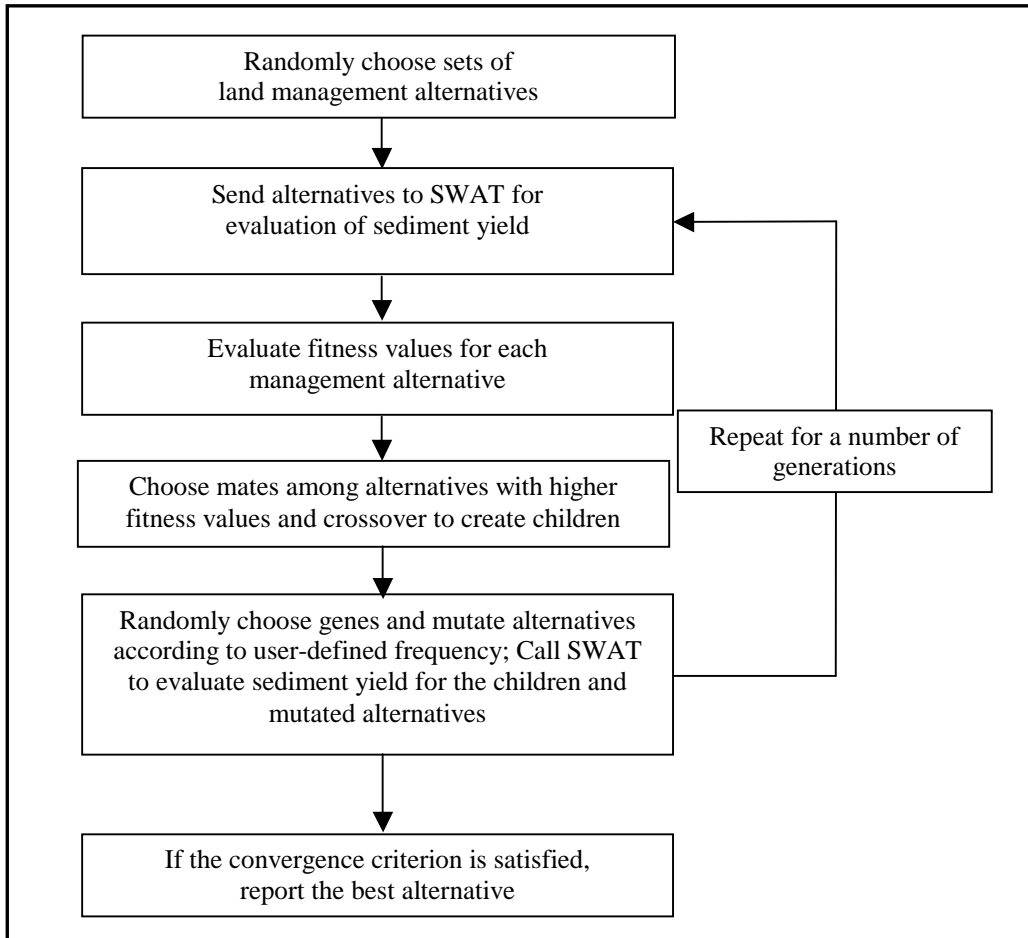 Randomly choose sets of
land management alternatives
Send alternatives to SWAT for
evaluation of sediment yield
Evaluate fitness values for each
management alternative
Repeat for a number of
generations
Choose mates among alternatives with higher
fitness values and crossover to create children
Randomly choose genes and mutate alternatives
according to user-defined frequency; Call SWAT
to evaluate sediment yield for the children and
mutated alternatives
If the convergence criterion is satisfied,
report the best alternative